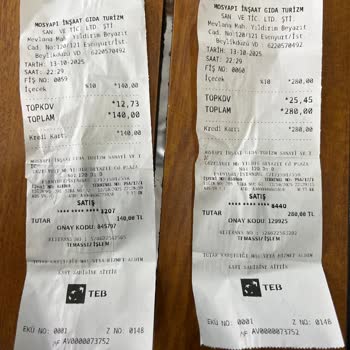 MOSYAPI İNŞAAT GIDA TURİZM
SAN. VE TİC. LTD. ŞTİ
Mevlana Mah. Yıldırım Beyazıt
Cad. No:120/121 Esenyurt/İst
Beylikdüzü VD : 6220570492
TARİH: 13-10-2025
SAAT: 22:29
FİŞ NO: 0059
İçecek %10 *140,00
TOPKDV *12,73
TOPLAM *140,00
Kredi Kartı *140,00
SATIŞ
**** **** **** 3207
TUTAR 140,00 TL
ONAY KODU: 845797
TEMASSIZ İŞLEM
TEB
EKÜ NO: 0001 Z NO: 0148
MF AV0000073752
MOSYAPI İNŞAAT GIDA TURİZM
SAN. VE TİC. LTD. ŞTİ
Mevlana Mah. Yıldırım Beyazıt
Cad. No:120/121 Esenyurt/İst
Beylikdüzü VD : 6220570492
TARİH: 13-10-2025
SAAT: 22:29
FİŞ NO: 0060
İçecek %10 *280,00
TOPKDV *25,45
TOPLAM *280,00
Kredi Kartı *280,00
SATIŞ
**** **** **** 8440
TUTAR 280,00 TL
ONAY KODU: 129925
TEMASSIZ İŞLEM
TEB
EKÜ NO: 0001 Z NO: 0148
MF AV0000073752